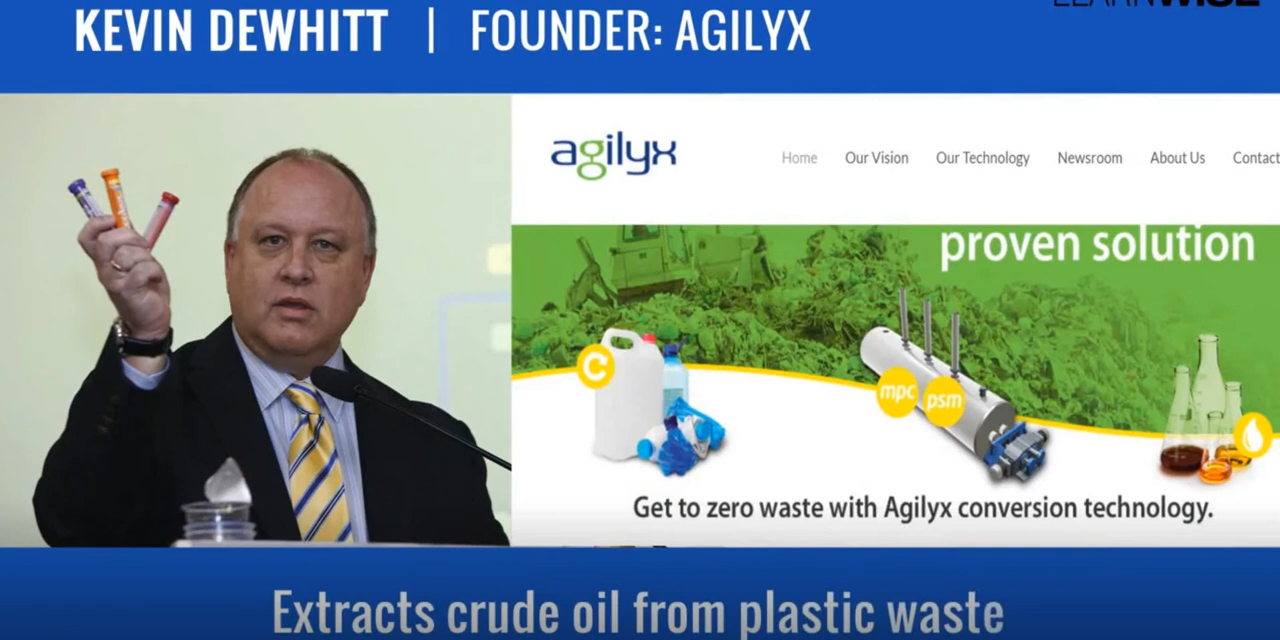 LEARNWISE
KEVIN DEWHITT | FOUNDER: AGILYX
agilyx
Home Our Vision Our Technology Newsroom About Us Contact
proven solution
C
mpc psm
Get to zero waste with Agilyx conversion technology.
Extracts crude oil from plastic waste